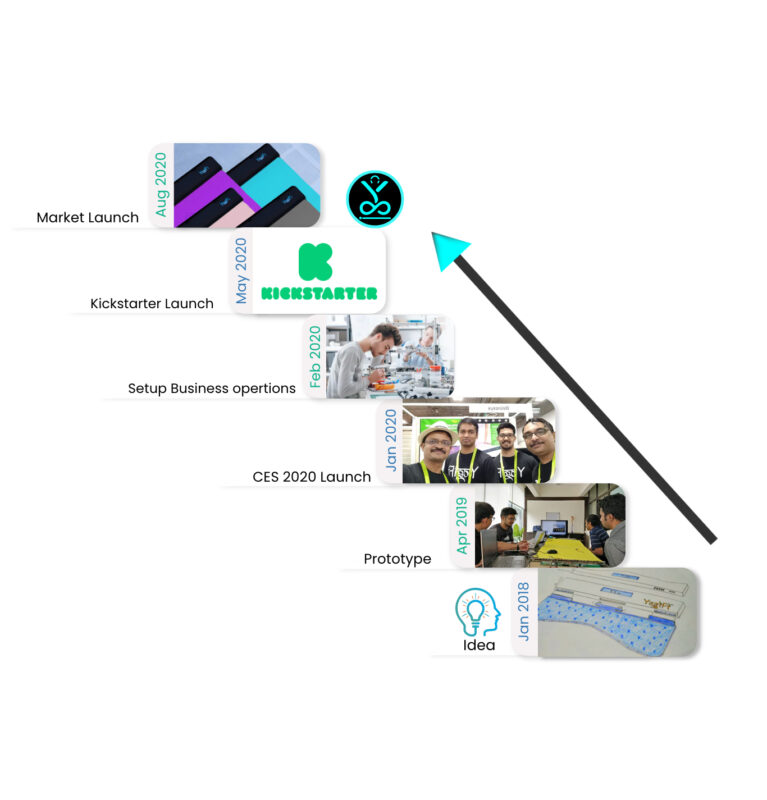 Aug 2020
Market Launch
May 2020
KICKSTARTER
Kickstarter Launch
Feb 2020
Setup Business opertions
Jan 2020
CES 2020 Launch
Apr 2019
Prototype
Jan 2018
Idea